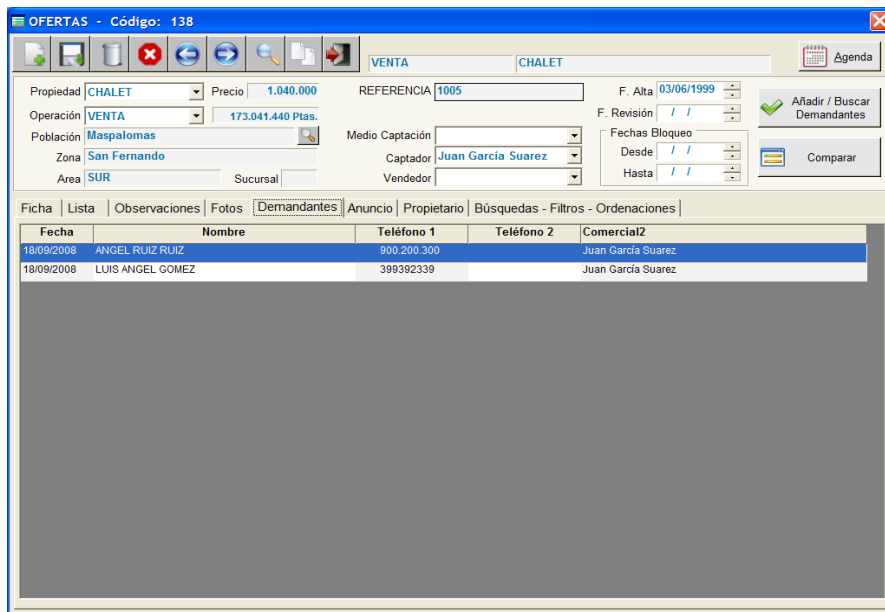 OFERTAS - Código: 138
VENTA CHALET Agenda
Propiedad CHALET Precio 1.040.000 REFERENCIA 1005 F. Alta 03/06/1999
Añadir / Buscar Demandantes
Operación VENTA 173.041.440 Ptas. F. Revisión / /
Población Maspalomas Medio Captación Fechas Bloqueo
Zona San Fernando Captador Juan García Suarez Desde / / Comparar
Area SUR Sucursal Vendedor Hasta / /
Ficha Lista Observaciones Fotos Demandantes Anuncio Propietario Búsquedas - Filtros - Ordenaciones
Fecha Nombre Teléfono 1 Teléfono 2 Comercial2
18/09/2008 ANGEL RUIZ RUIZ 900.200.300 Juan García Suarez
18/09/2008 LUIS ANGEL GOMEZ 399392339 Juan García Suarez